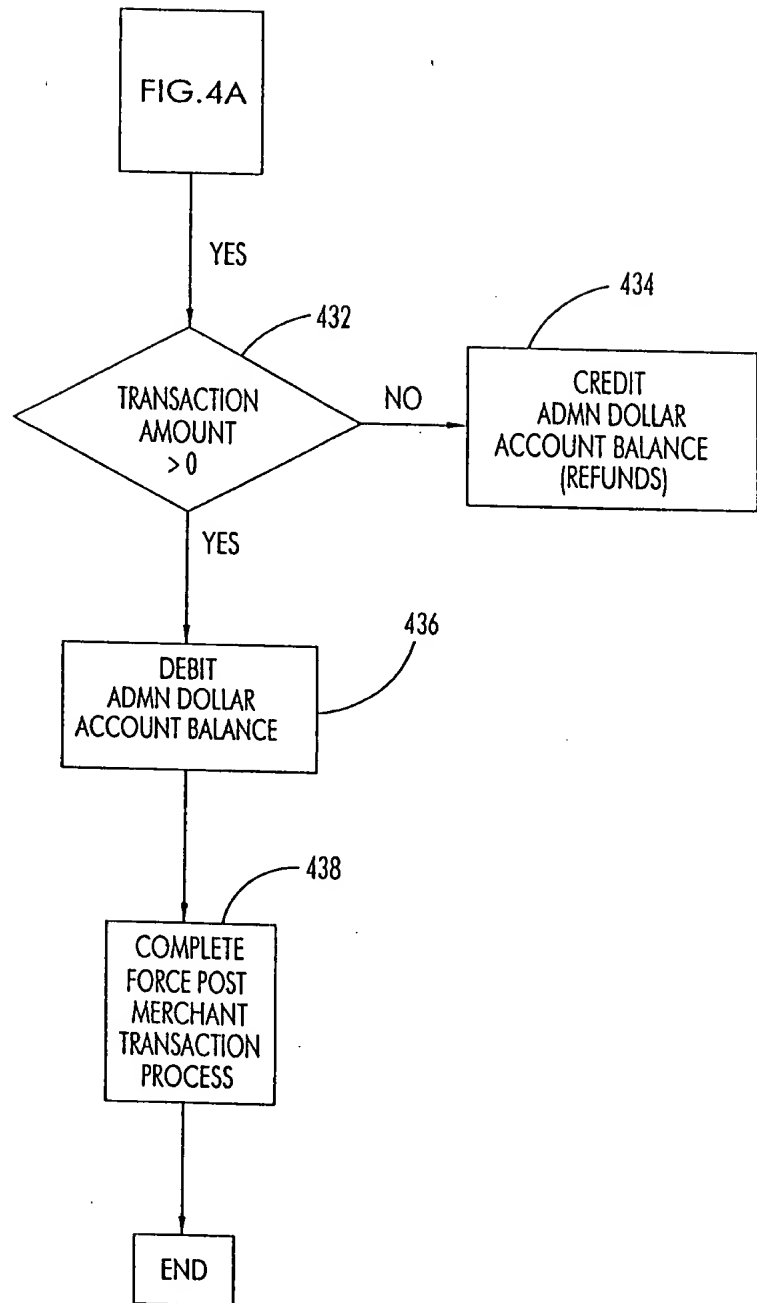 FIG.4A
YES
432
TRANSACTION
AMOUNT
> 0
NO
434
CREDIT
ADMN DOLLAR
ACCOUNT BALANCE
(REFUNDS)
YES
436
DEBIT
ADMN DOLLAR
ACCOUNT BALANCE
438
COMPLETE
FORCE POST
MERCHANT
TRANSACTION
PROCESS
END